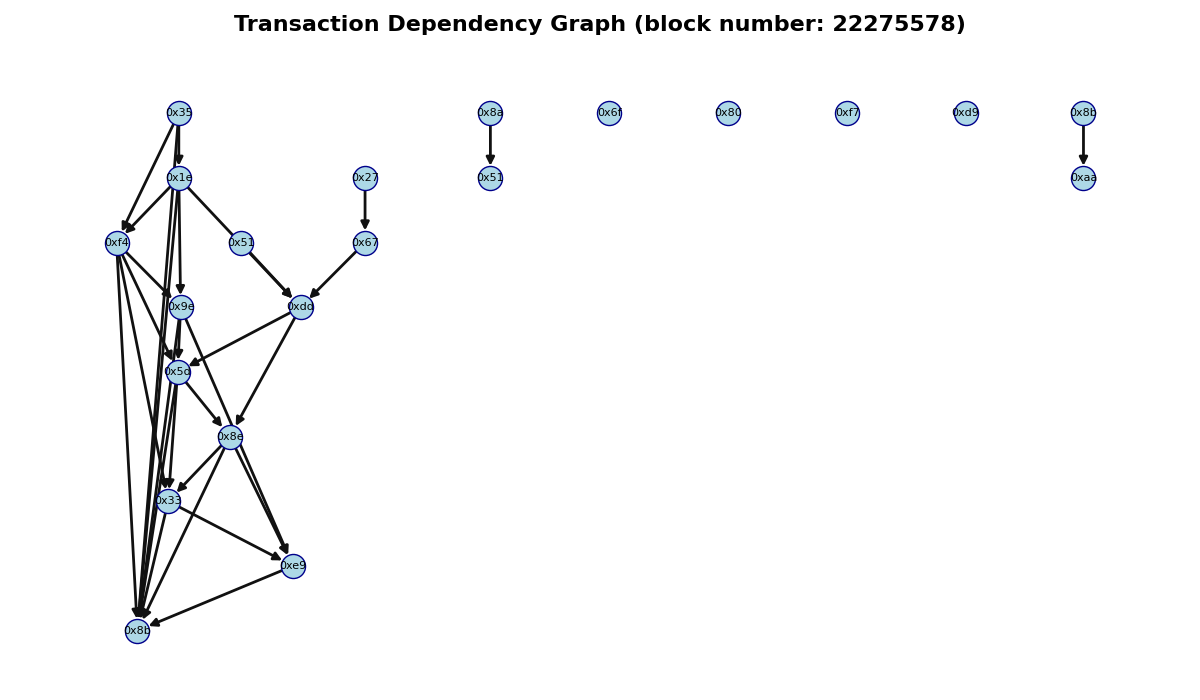 Transaction Dependency Graph (block number: 22275578)
0x35
0x8a
0x6f
0x80
0xf7
0xd9
0x8b
0x1e
0x27
0x51
0xaa
0xf4
0x51
0x67
0x9e
0xdd
0x5d
0x8e
0x33
0xe9
0x8b